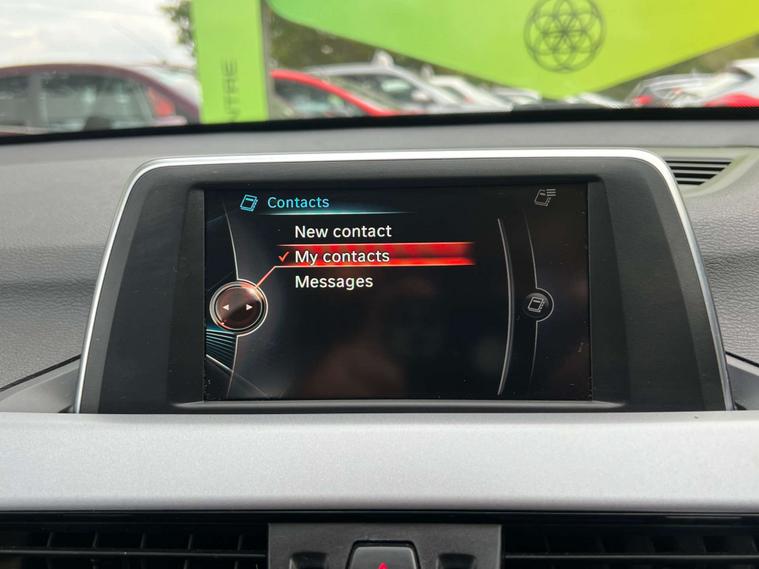 NTRE
Contacts
New contact
My contacts
Messages